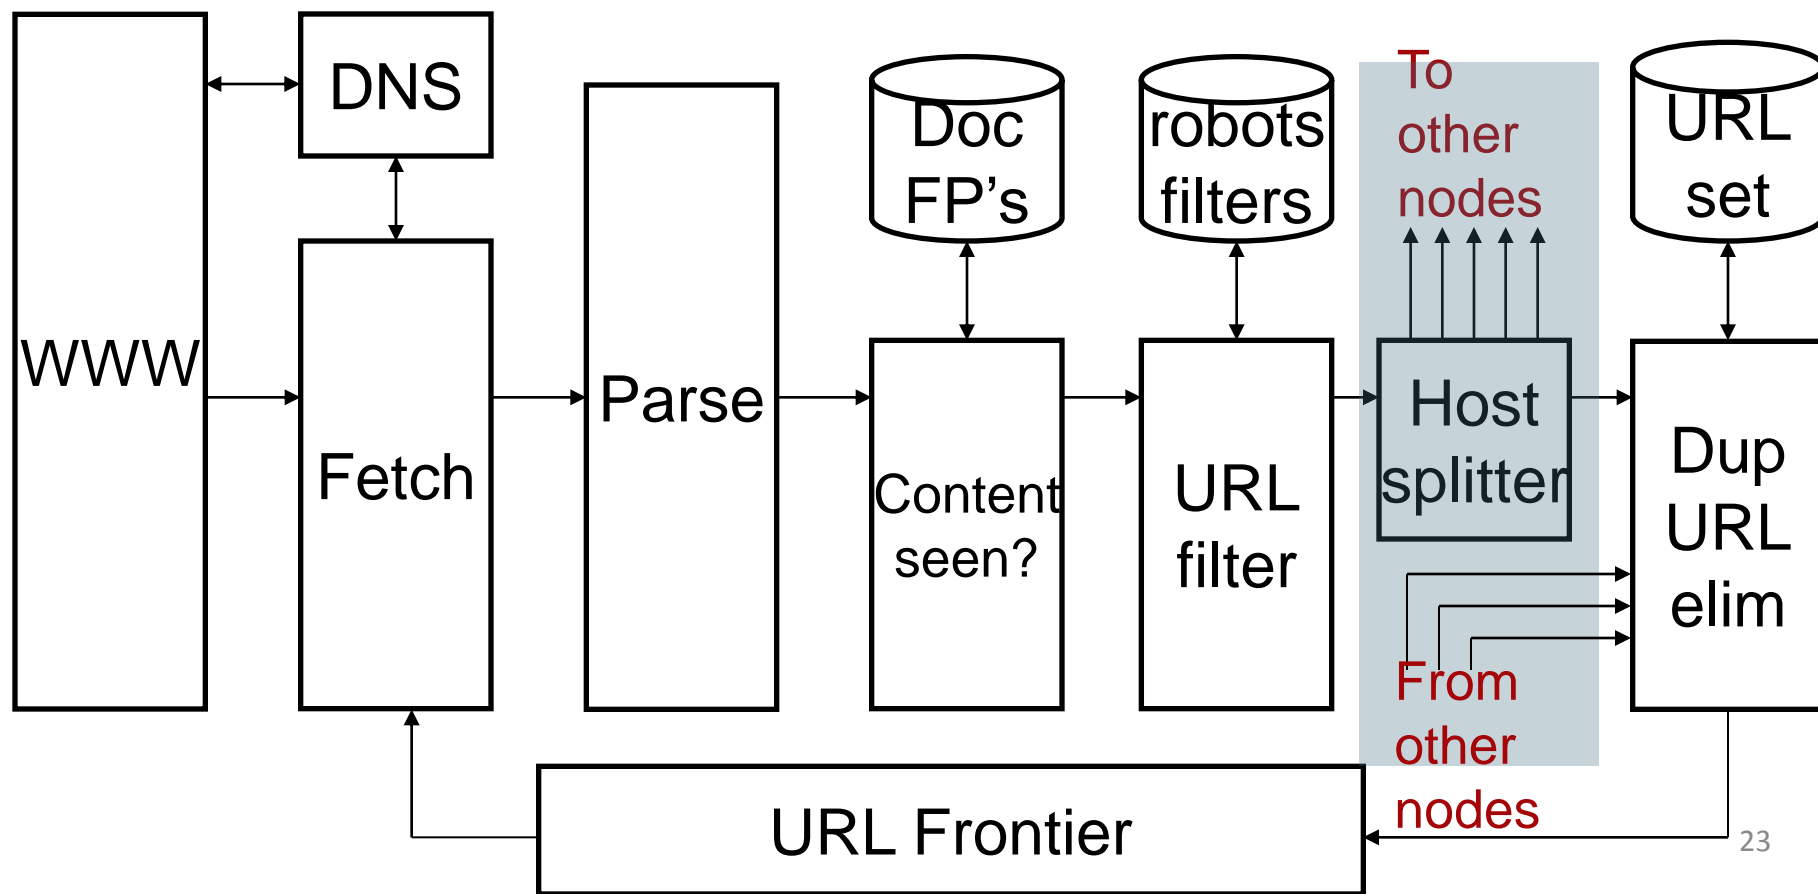 WWW
DNS
Fetch
Parse
Doc
FP's
Content
seen?
robots
filters
URL
filter
To
other
nodes
Host
splitter
From
other
nodes
URL
set
Dup
URL
elim
URL Frontier
23